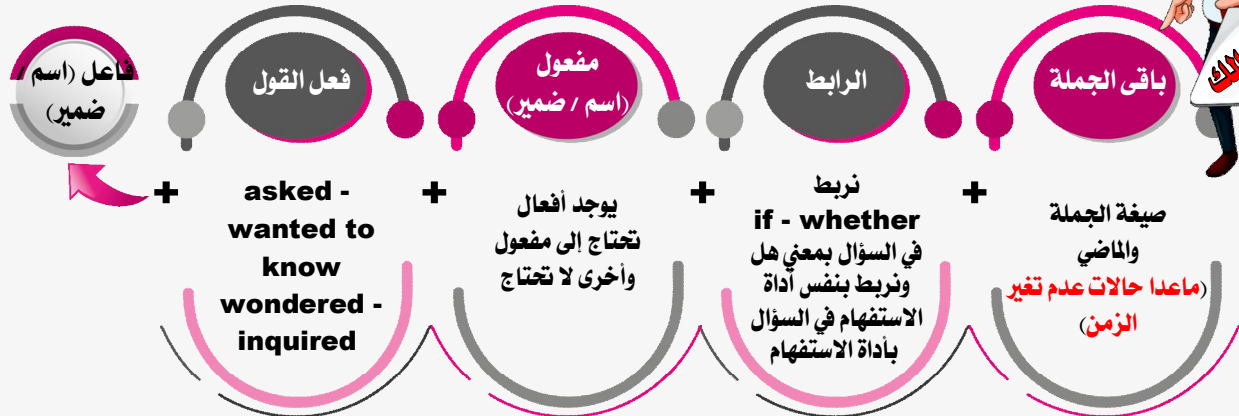 فاعل (اسم /
ضمير)
فعل القول
مفعول
(اسم / ضمير)
الرابط
باقى الجملة
+
asked -
wanted to
know
wondered -
inquired
+
يوجد أفعال
تحتاج إلى مفعول
وأخرى لا تحتاج
+
نربط
if - whether
في السؤال بمعني هل
ونربط بنفس أداة
الاستفهام في السؤال
بأداة الاستفهام
+
صيغة الجملة
والماضي
(ماعدا حالات عدم تغير
الزمن)